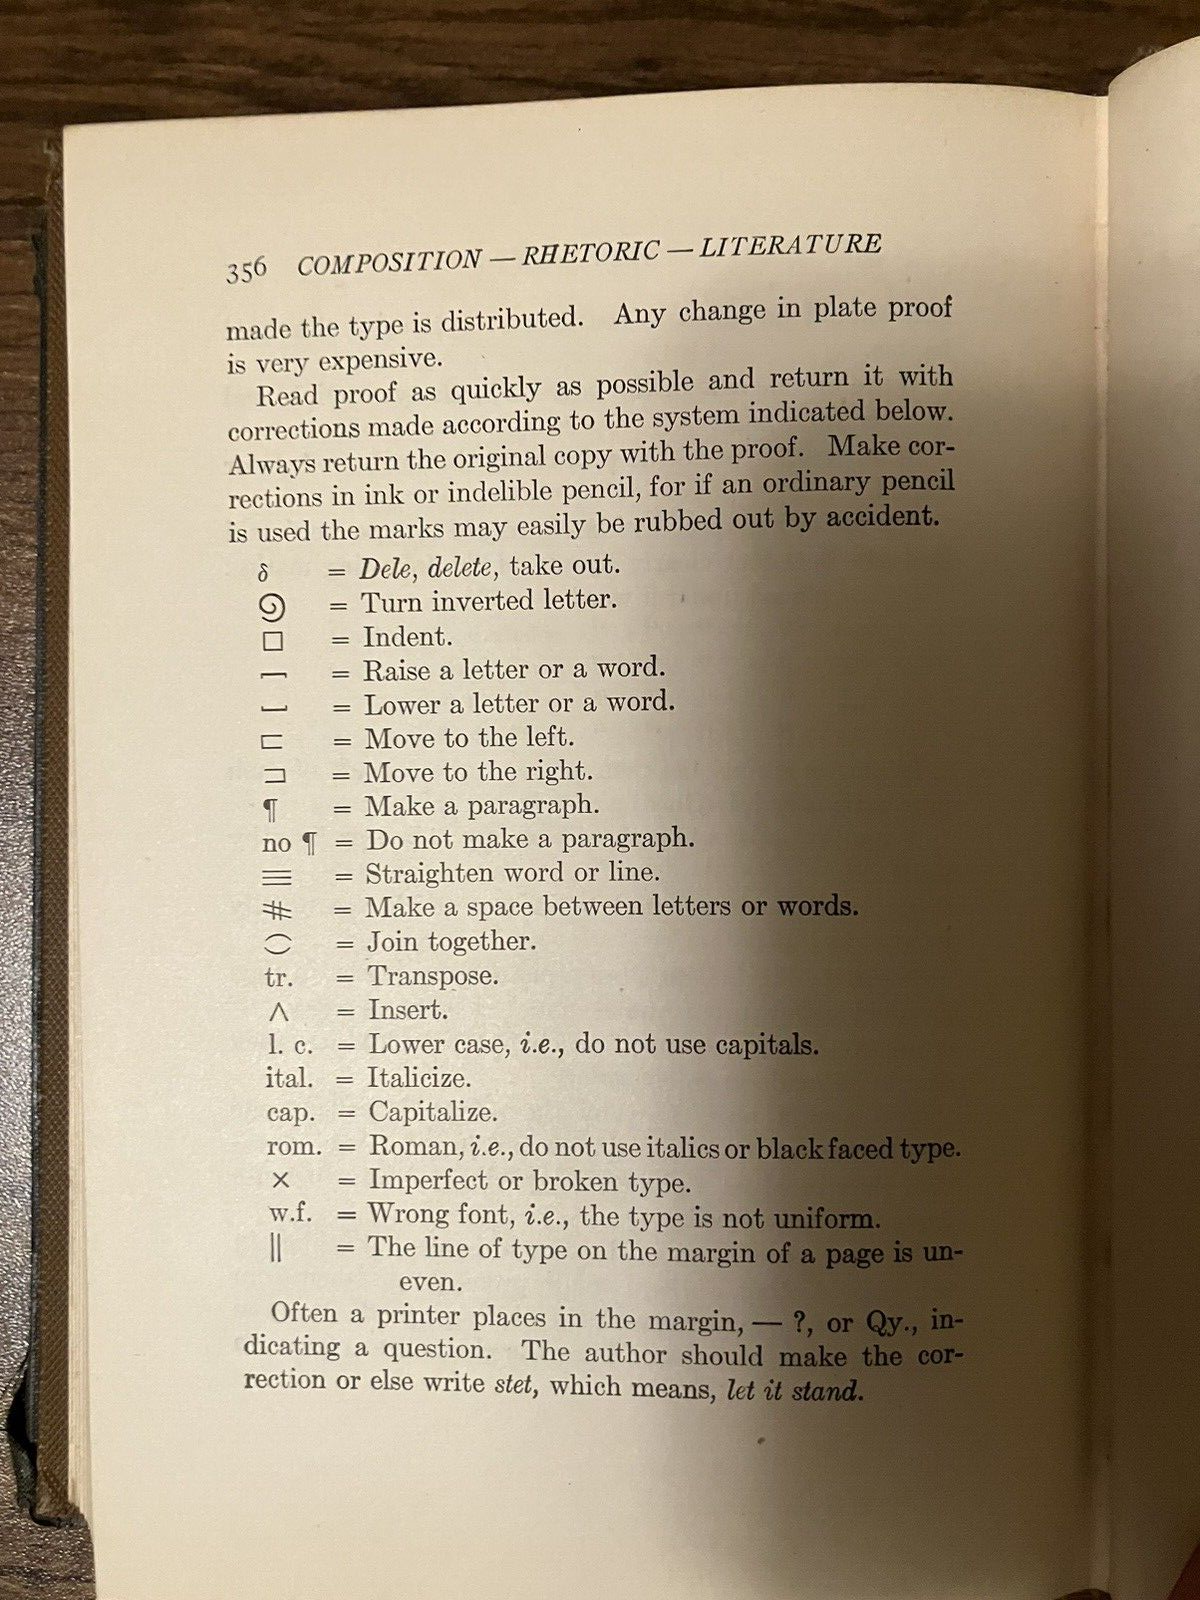 356 COMPOSITION — RHETORIC — LITERATURE
made the type is distributed. Any change in plate proof
is very expensive.
Read proof as quickly as possible and return it with
corrections made according to the system indicated below.
Always return the original copy with the proof. Make cor-
rections in ink or indelible pencil, for if an ordinary pencil
is used the marks may easily be rubbed out by accident.
δ = Dele, delete, take out.
= Turn inverted letter.
□ = Indent.
⎴ = Raise a letter or a word.
⎵ = Lower a letter or a word.
⊏ = Move to the left.
⊐ = Move to the right.
¶ = Make a paragraph.
no ¶ = Do not make a paragraph.
≡ = Straighten word or line.
# = Make a space between letters or words.
⁐ = Join together.
tr. = Transpose.
∧ = Insert.
l. c. = Lower case, i.e., do not use capitals.
ital. = Italicize.
cap. = Capitalize.
rom. = Roman, i.e., do not use italics or black faced type.
× = Imperfect or broken type.
w.f. = Wrong font, i.e., the type is not uniform.
|| = The line of type on the margin of a page is un-
even.
Often a printer places in the margin, — ?, or Qy., in-
dicating a question. The author should make the cor-
rection or else write stet, which means, let it stand.